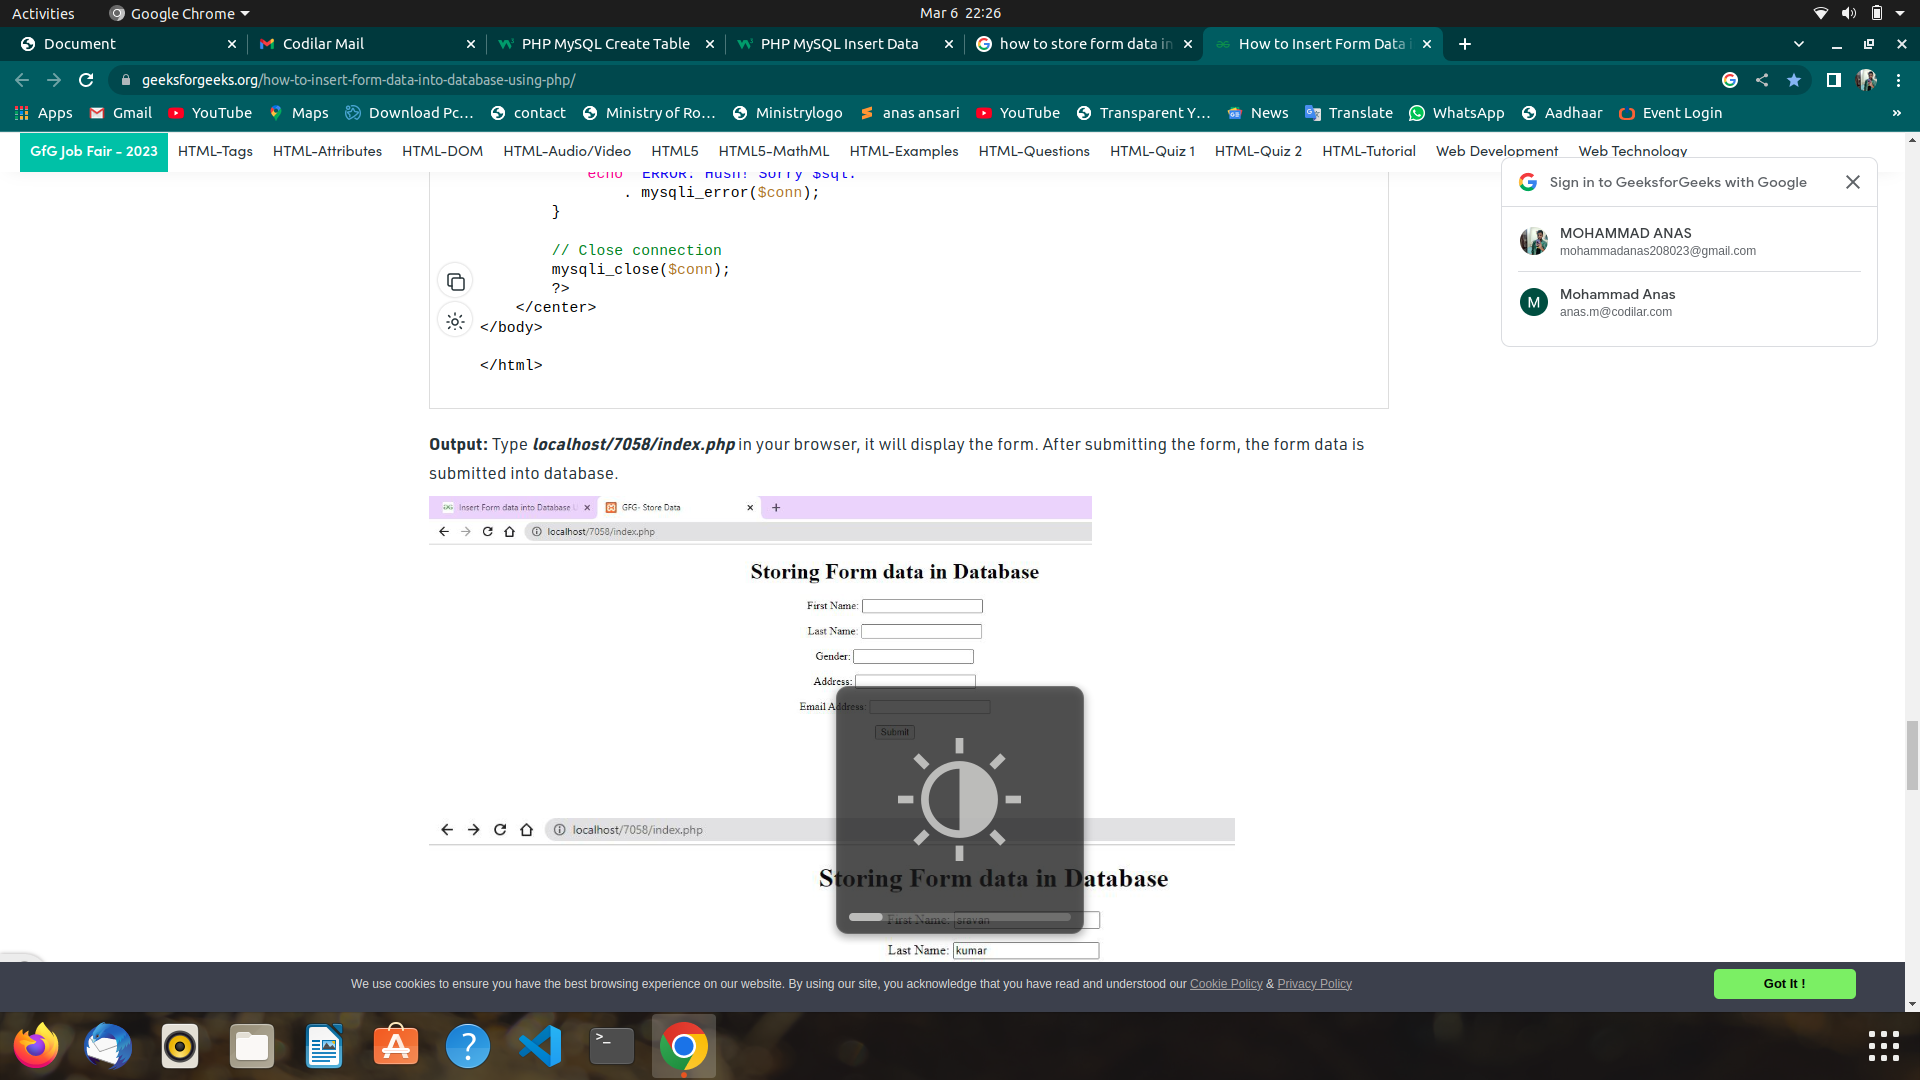 Activities Google Chrome Mar 6 22:26
Document Codilar Mail PHP MySQL Create Table PHP MySQL Insert Data how to store form data in How to Insert Form Data i
geeksforgeeks.org/how-to-insert-form-data-into-database-using-php/
Apps Gmail YouTube Maps Download Pc... contact Ministry of Ro... Ministrylogo anas ansari YouTube Transparent Y... News Translate WhatsApp Aadhaar Event Login »
GfG Job Fair - 2023 HTML-Tags HTML-Attributes HTML-DOM HTML-Audio/Video HTML5 HTML5-MathML HTML-Examples HTML-Questions HTML-Quiz 1 HTML-Quiz 2 HTML-Tutorial Web Development Web Technology
echo "ERROR: Hush! Sorry $sql.
. mysqli_error($conn);
}
// Close connection
mysqli_close($conn);
?>
</center>
</body>
</html>
Sign in to GeeksforGeeks with Google
MOHAMMAD ANAS
mohammadanas208023@gmail.com
M
Mohammad Anas
anas.m@codilar.com
Output: Type localhost/7058/index.php in your browser, it will display the form. After submitting the form, the form data is
submitted into database.
Insert Form data into Database GFG- Store Data
localhost/7058/index.php
Storing Form data in Database
First Name:
Last Name:
Gender:
Address:
Email Address:
Submit
localhost/7058/index.php
Storing Form data in Database
First Name: sravan
Last Name: kumar
We use cookies to ensure you have the best browsing experience on our website. By using our site, you acknowledge that you have read and understood our Cookie Policy & Privacy Policy
Got It !